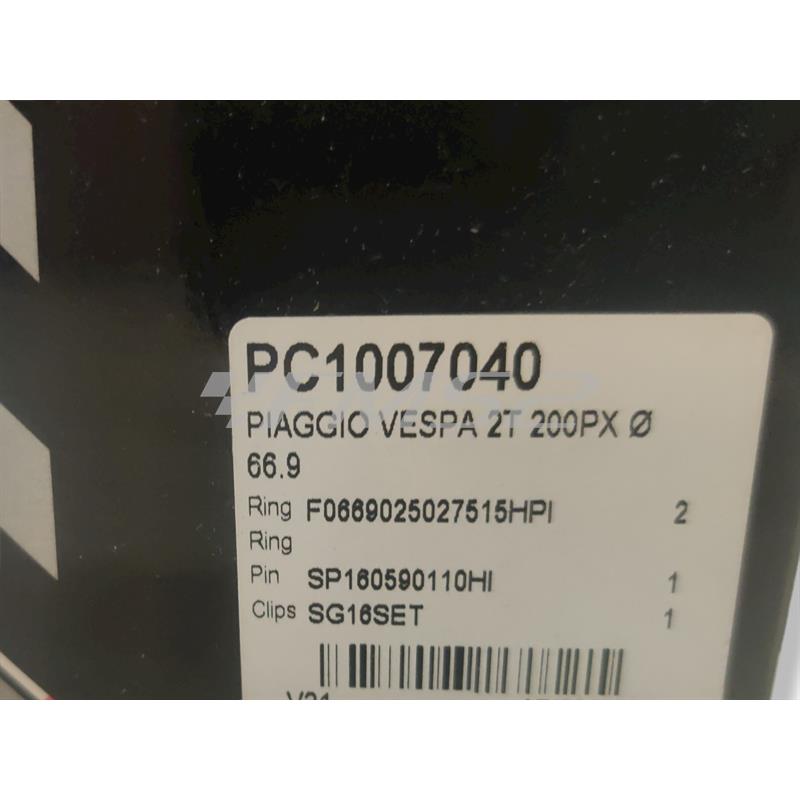 PC1007040
PIAGGIO VESPA 2T 200PX Ø
66.9
Ring F0669025027515HPI 2
Ring
Pin SP160590110HI 1
Clips SG16SET 1